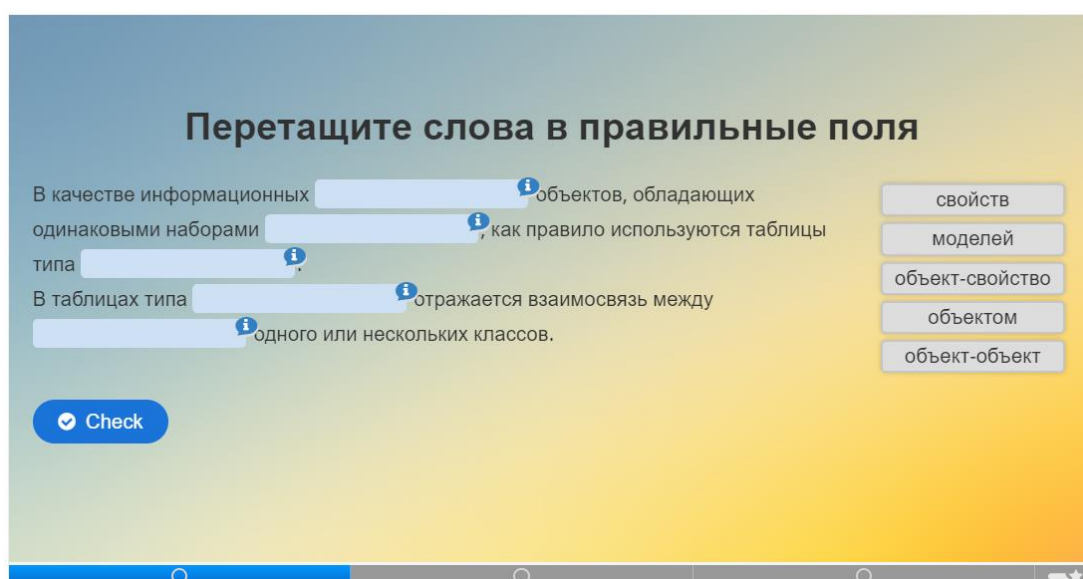 Перетащите слова в правильные поля
В качестве информационных объектов, обладающих
одинаковыми наборами , как правило используются таблицы
типа .
В таблицах типа отражается взаимосвязь между
одного или нескольких классов.
свойств
моделей
объект-свойство
объектом
объект-объект
Check